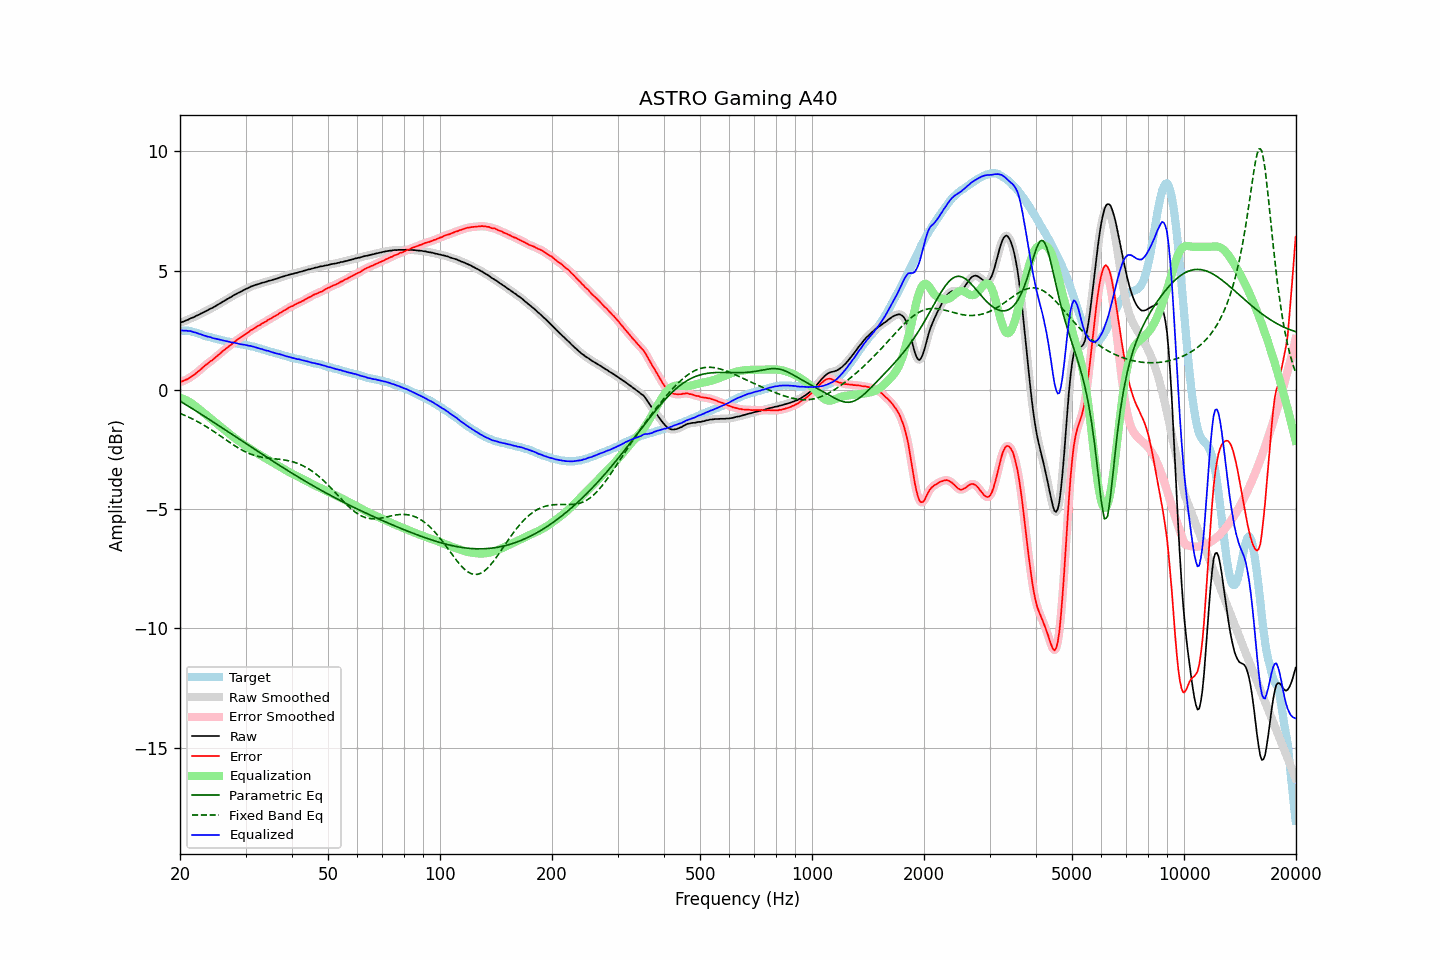 ASTRO Gaming A40
Amplitude (dBr)
10
5
0
−5
−10
−15
Target
Raw Smoothed
Error Smoothed
Raw
Error
Equalization
Parametric Eq
Fixed Band Eq
Equalized
20 50 100 200 500 1000 2000 5000 10000 20000
Frequency (Hz)